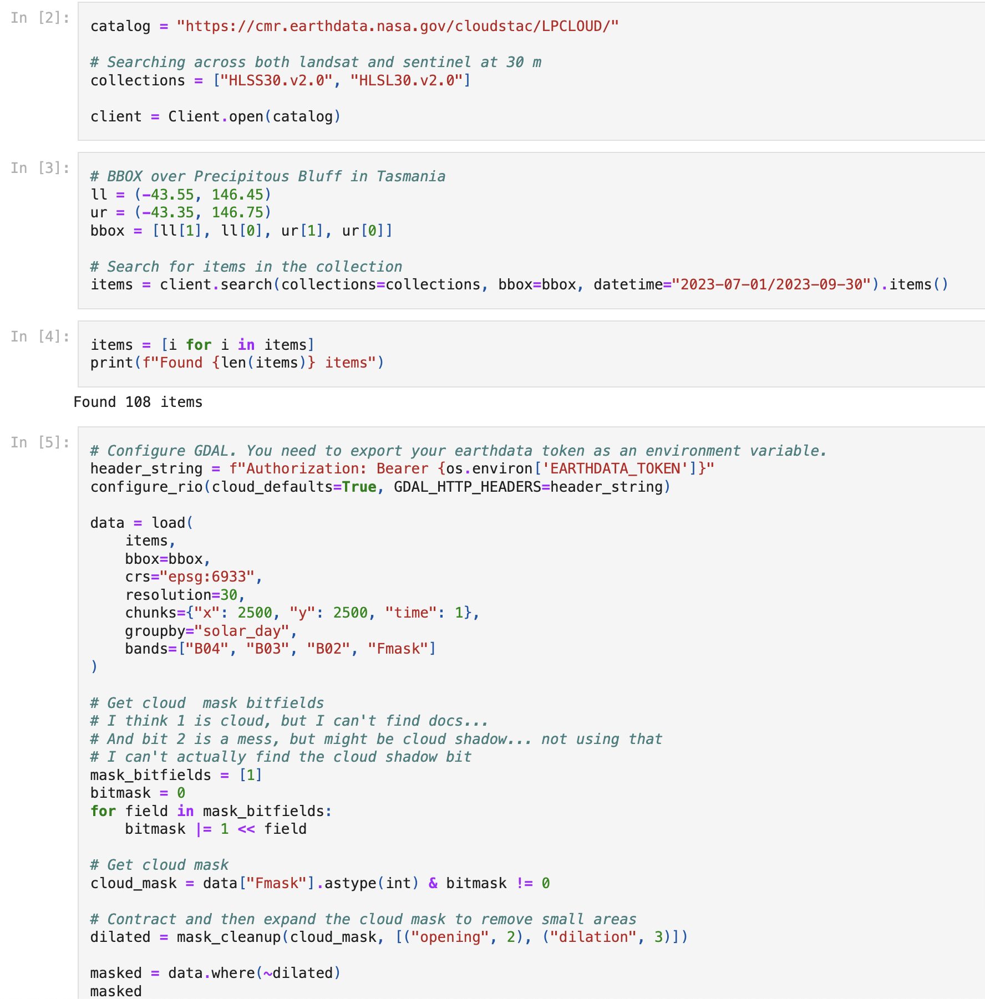 In [2]:
catalog = "https://cmr.earthdata.nasa.gov/cloudstac/LPCLOUD/"
# Searching across both landsat and sentinel at 30 m
collections = ["HLSS30.v2.0", "HLSL30.v2.0"]
client = Client.open(catalog)
In [3]:
# BBOX over Precipitous Bluff in Tasmania
ll = (-43.55, 146.45)
ur = (-43.35, 146.75)
bbox = [ll[1], ll[0], ur[1], ur[0]]
# Search for items in the collection
items = client.search(collections=collections, bbox=bbox, datetime="2023-07-01/2023-09-30").items()
In [4]:
items = [i for i in items]
print(f"Found {len(items)} items")
Found 108 items
In [5]:
# Configure GDAL. You need to export your earthdata token as an environment variable.
header_string = f"Authorization: Bearer {os.environ['EARTHDATA_TOKEN']}"
configure_rio(cloud_defaults=True, GDAL_HTTP_HEADERS=header_string)
data = load(
    items,
    bbox=bbox,
    crs="epsg:6933",
    resolution=30,
    chunks={"x": 2500, "y": 2500, "time": 1},
    groupby="solar_day",
    bands=["B04", "B03", "B02", "Fmask"]
)
# Get cloud  mask bitfields
# I think 1 is cloud, but I can't find docs...
# And bit 2 is a mess, but might be cloud shadow... not using that
# I can't actually find the cloud shadow bit
mask_bitfields = [1]
bitmask = 0
for field in mask_bitfields:
    bitmask |= 1 << field
# Get cloud mask
cloud_mask = data["Fmask"].astype(int) & bitmask != 0
# Contract and then expand the cloud mask to remove small areas
dilated = mask_cleanup(cloud_mask, [("opening", 2), ("dilation", 3)])
masked = data.where(~dilated)
masked